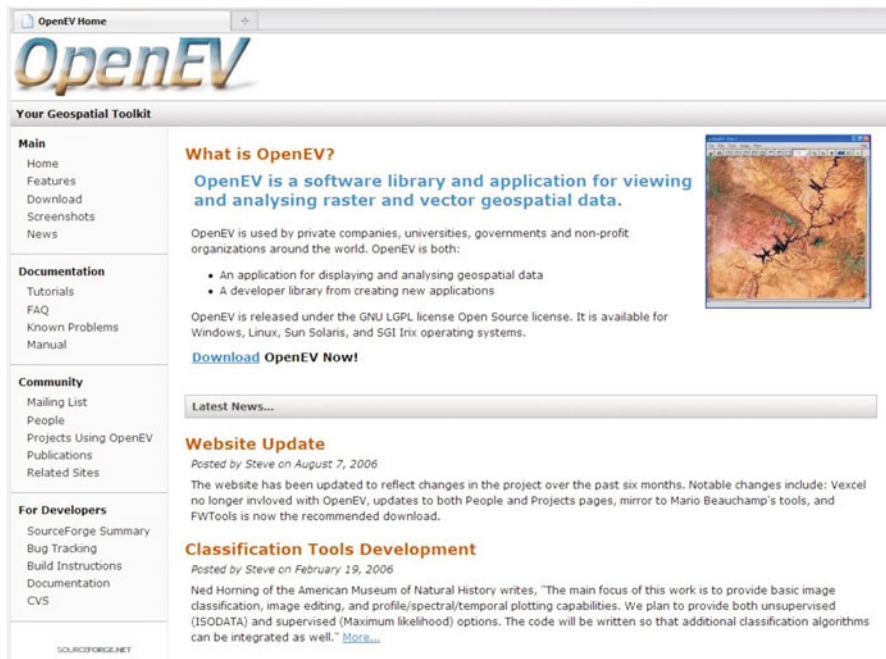 OpenEV Home
OpenEV
Your Geospatial Toolkit
Main
Home
Features
Download
Screenshots
News
Documentation
Tutorials
FAQ
Known Problems
Manual
Community
Mailing List
People
Projects Using OpenEV
Publications
Related Sites
For Developers
SourceForge Summary
Bug Tracking
Build Instructions
Documentation
CVS
SOURCEFORGE.NET
What is OpenEV?
OpenEV is a software library and application for viewing
and analysing raster and vector geospatial data.
OpenEV is used by private companies, universities, governments and non-profit
organizations around the world. OpenEV is both:
• An application for displaying and analysing geospatial data
• A developer library from creating new applications
OpenEV is released under the GNU LGPL license Open Source license. It is available for
Windows, Linux, Sun Solaris, and SGI Irix operating systems.
Download OpenEV Now!
Latest News...
Website Update
Posted by Steve on August 7, 2006
The website has been updated to reflect changes in the project over the past six months. Notable changes include: Vexcel
no longer invloved with OpenEV, updates to both People and Projects pages, mirror to Mario Beauchamp's tools, and
FWTools is now the recommended download.
Classification Tools Development
Posted by Steve on February 19, 2006
Ned Horning of the American Museum of Natural History writes, "The main focus of this work is to provide basic image
classification, image editing, and profile/spectral/temporal plotting capabilities. We plan to provide both unsupervised
(ISODATA) and supervised (Maximum likelihood) options. The code will be written so that additional classification algorithms
can be integrated as well." More...